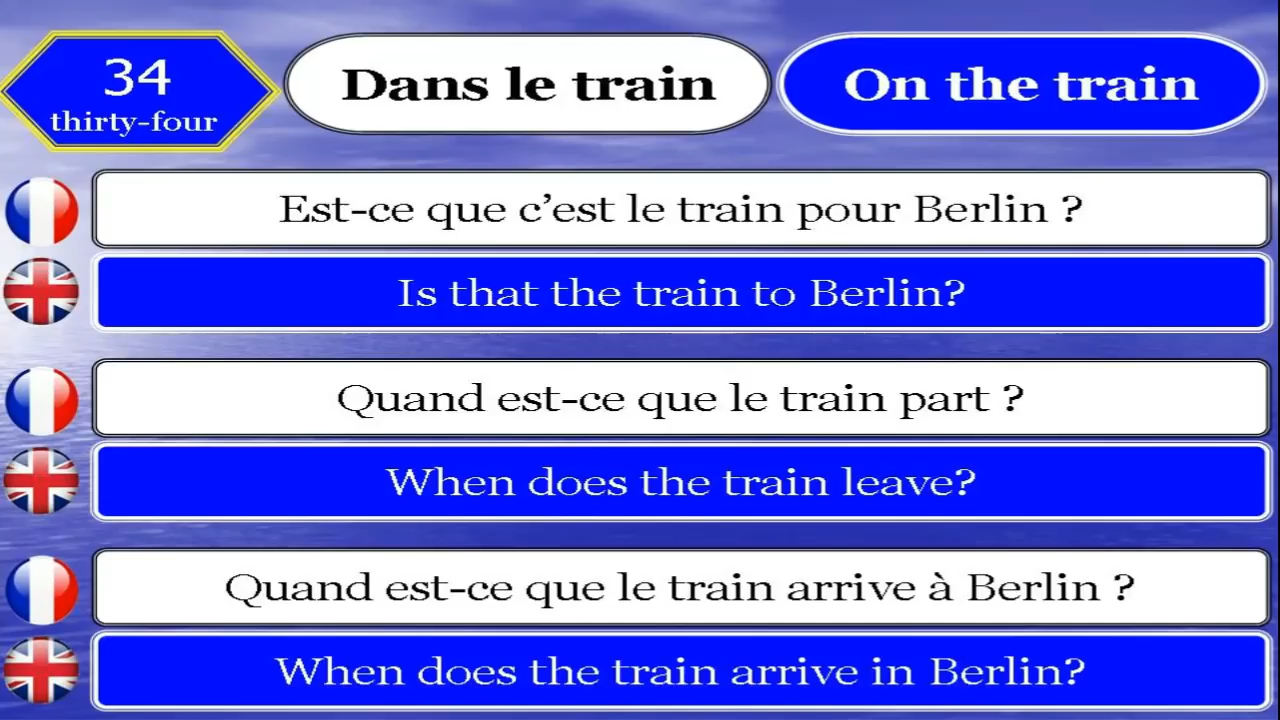 34
thirty-four
Dans le train
On the train
Est-ce que c’est le train pour Berlin ?
Is that the train to Berlin?
Quand est-ce que le train part ?
When does the train leave?
Quand est-ce que le train arrive à Berlin ?
When does the train arrive in Berlin?